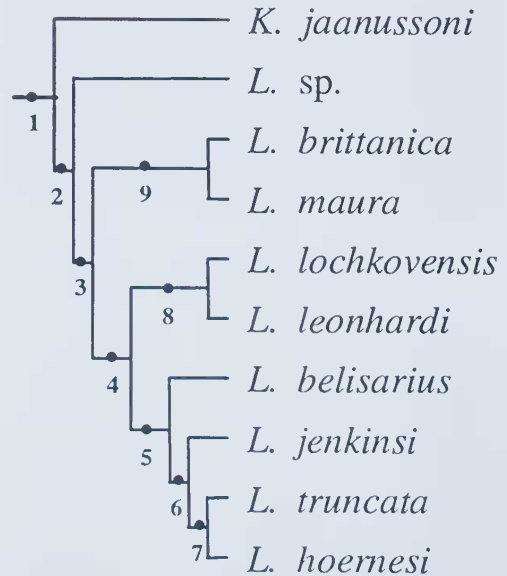 K. jaanussoni
1
L. sp.
2
L. brittanica
9
L. maura
3
L. lochkovensis
8
L. leonhardi
4
L. belisarius
5
L. jenkinsi
6
L. truncata
7
L. hoernesi